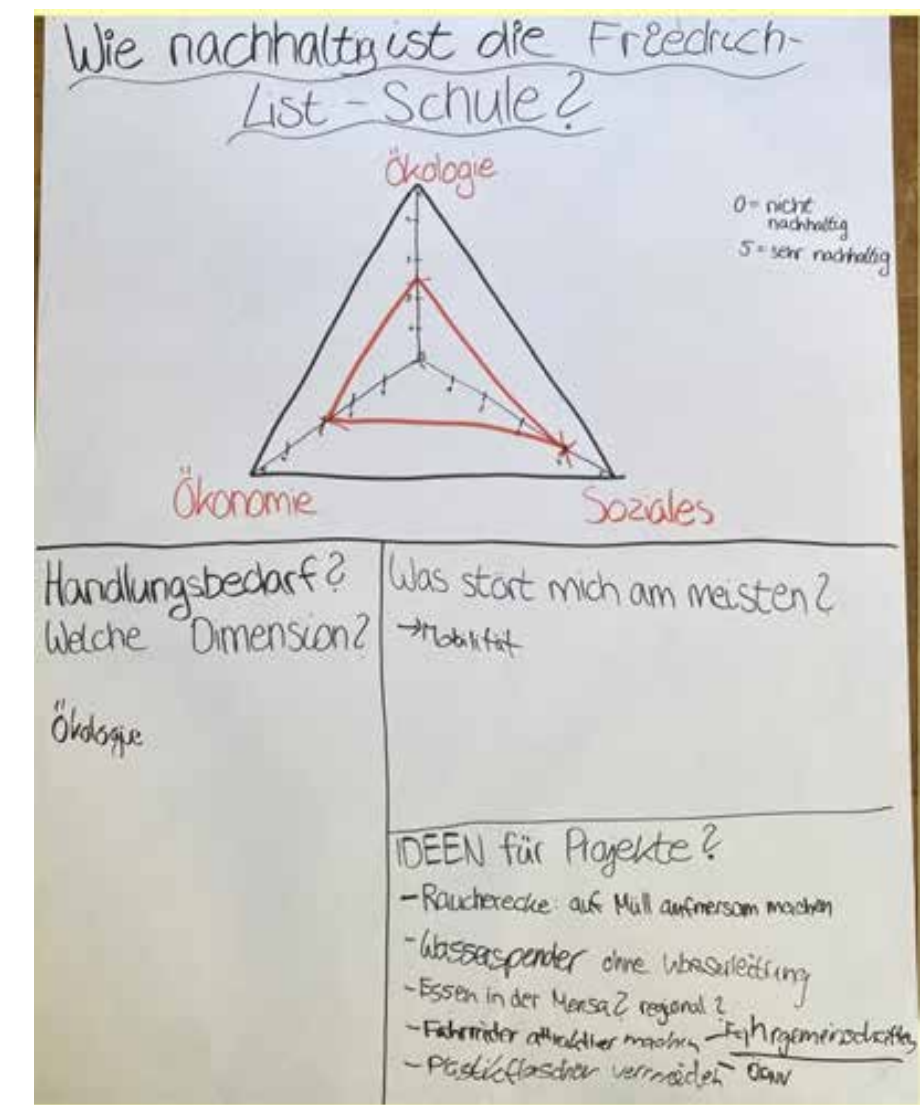 Wie nachhaltig ist die Friedrich-
List-Schule?
Ökologie
0 = nicht
nachhaltig
5 = sehr nachhaltig
Ökonomie
Soziales
Handlungsbedarf?
Welche Dimension?
Ökologie
Was stört mich am meisten?
→ Mobilität
IDEEN für Projekte?
- Raucherecke: auf Müll aufmersam machen
- Wasserspender ohne Wasserleitung
- Essen in der Mensa? regional?
- Fahrräder attraktiver machen - Fahrgemeinschaften
- Plastikflaschen vermeiden - ÖPNV